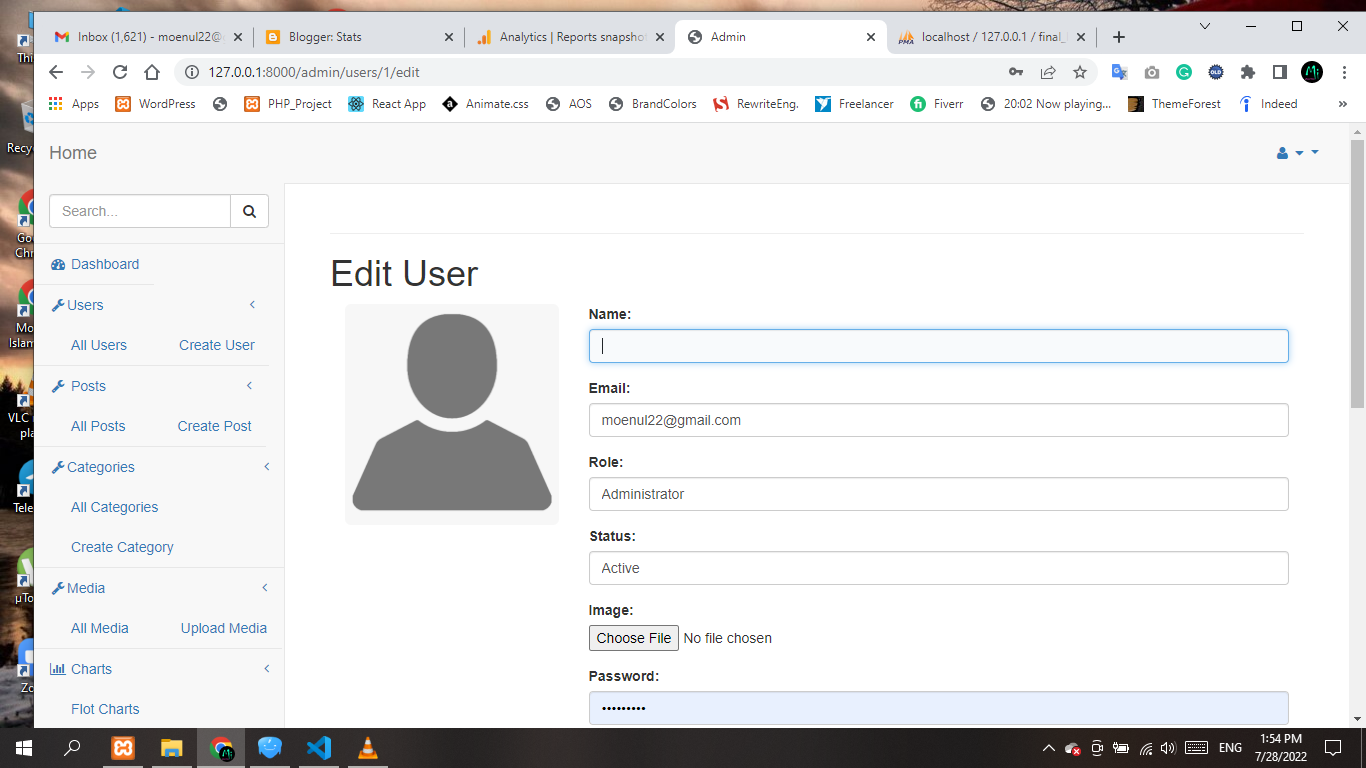 Inbox (1,621) - moenul22@
Blogger: Stats
Analytics | Reports snapshot
Admin
localhost / 127.0.0.1 / final_
127.0.0.1:8000/admin/users/1/edit
Apps
WordPress
PHP_Project
React App
Animate.css
AOS
BrandColors
RewriteEng.
Freelancer
Fiverr
20:02 Now playing...
ThemeForest
Indeed
»
Home
Search...
Dashboard
Users
All Users Create User
Posts
All Posts Create Post
Categories
All Categories
Create Category
Media
All Media Upload Media
Charts
Flot Charts
Edit User
Name:
Email:
moenul22@gmail.com
Role:
Administrator
Status:
Active
Image:
Choose File No file chosen
Password:
•••••••••
ENG
1:54 PM
7/28/2022